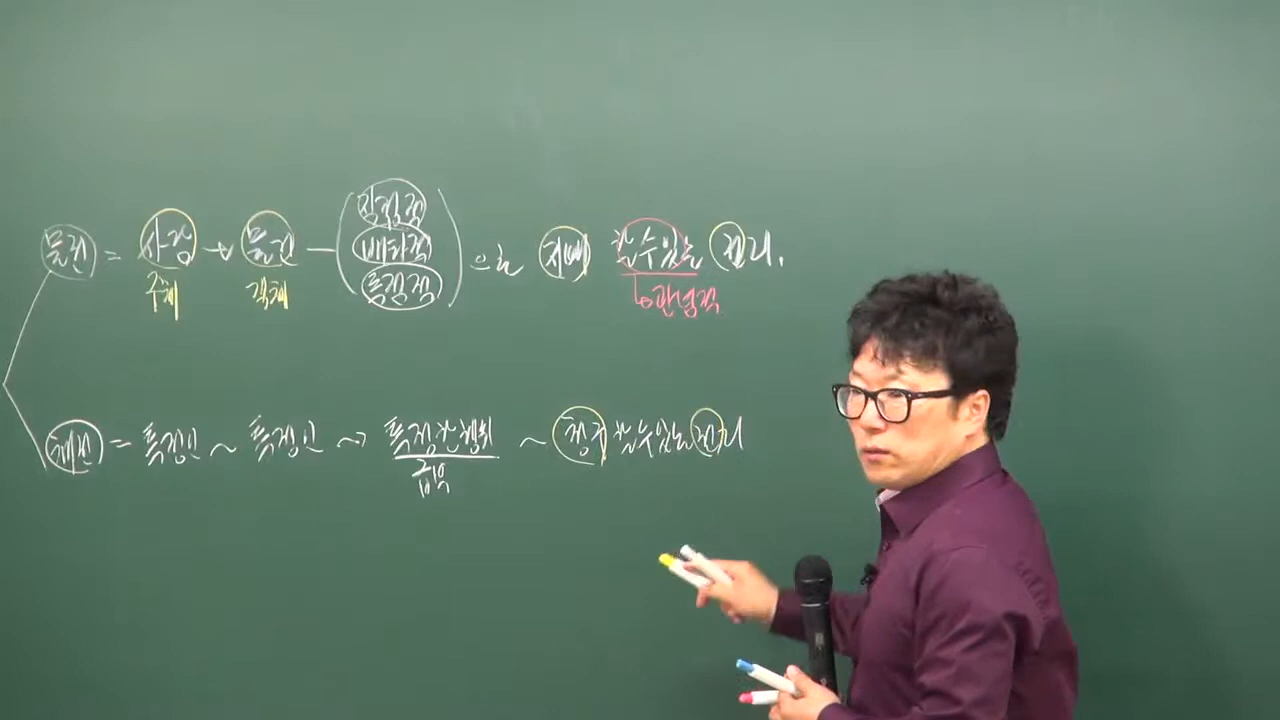 직접적
물권 = 사람 → 물건 — 배타적 으로 지배 할 수 있는 권리.
독점적
주체 객체 관념적
채권 = 특정인 ~ 특정인 → 특정한 행위 ~ 청구 할 수 있는 권리
급부